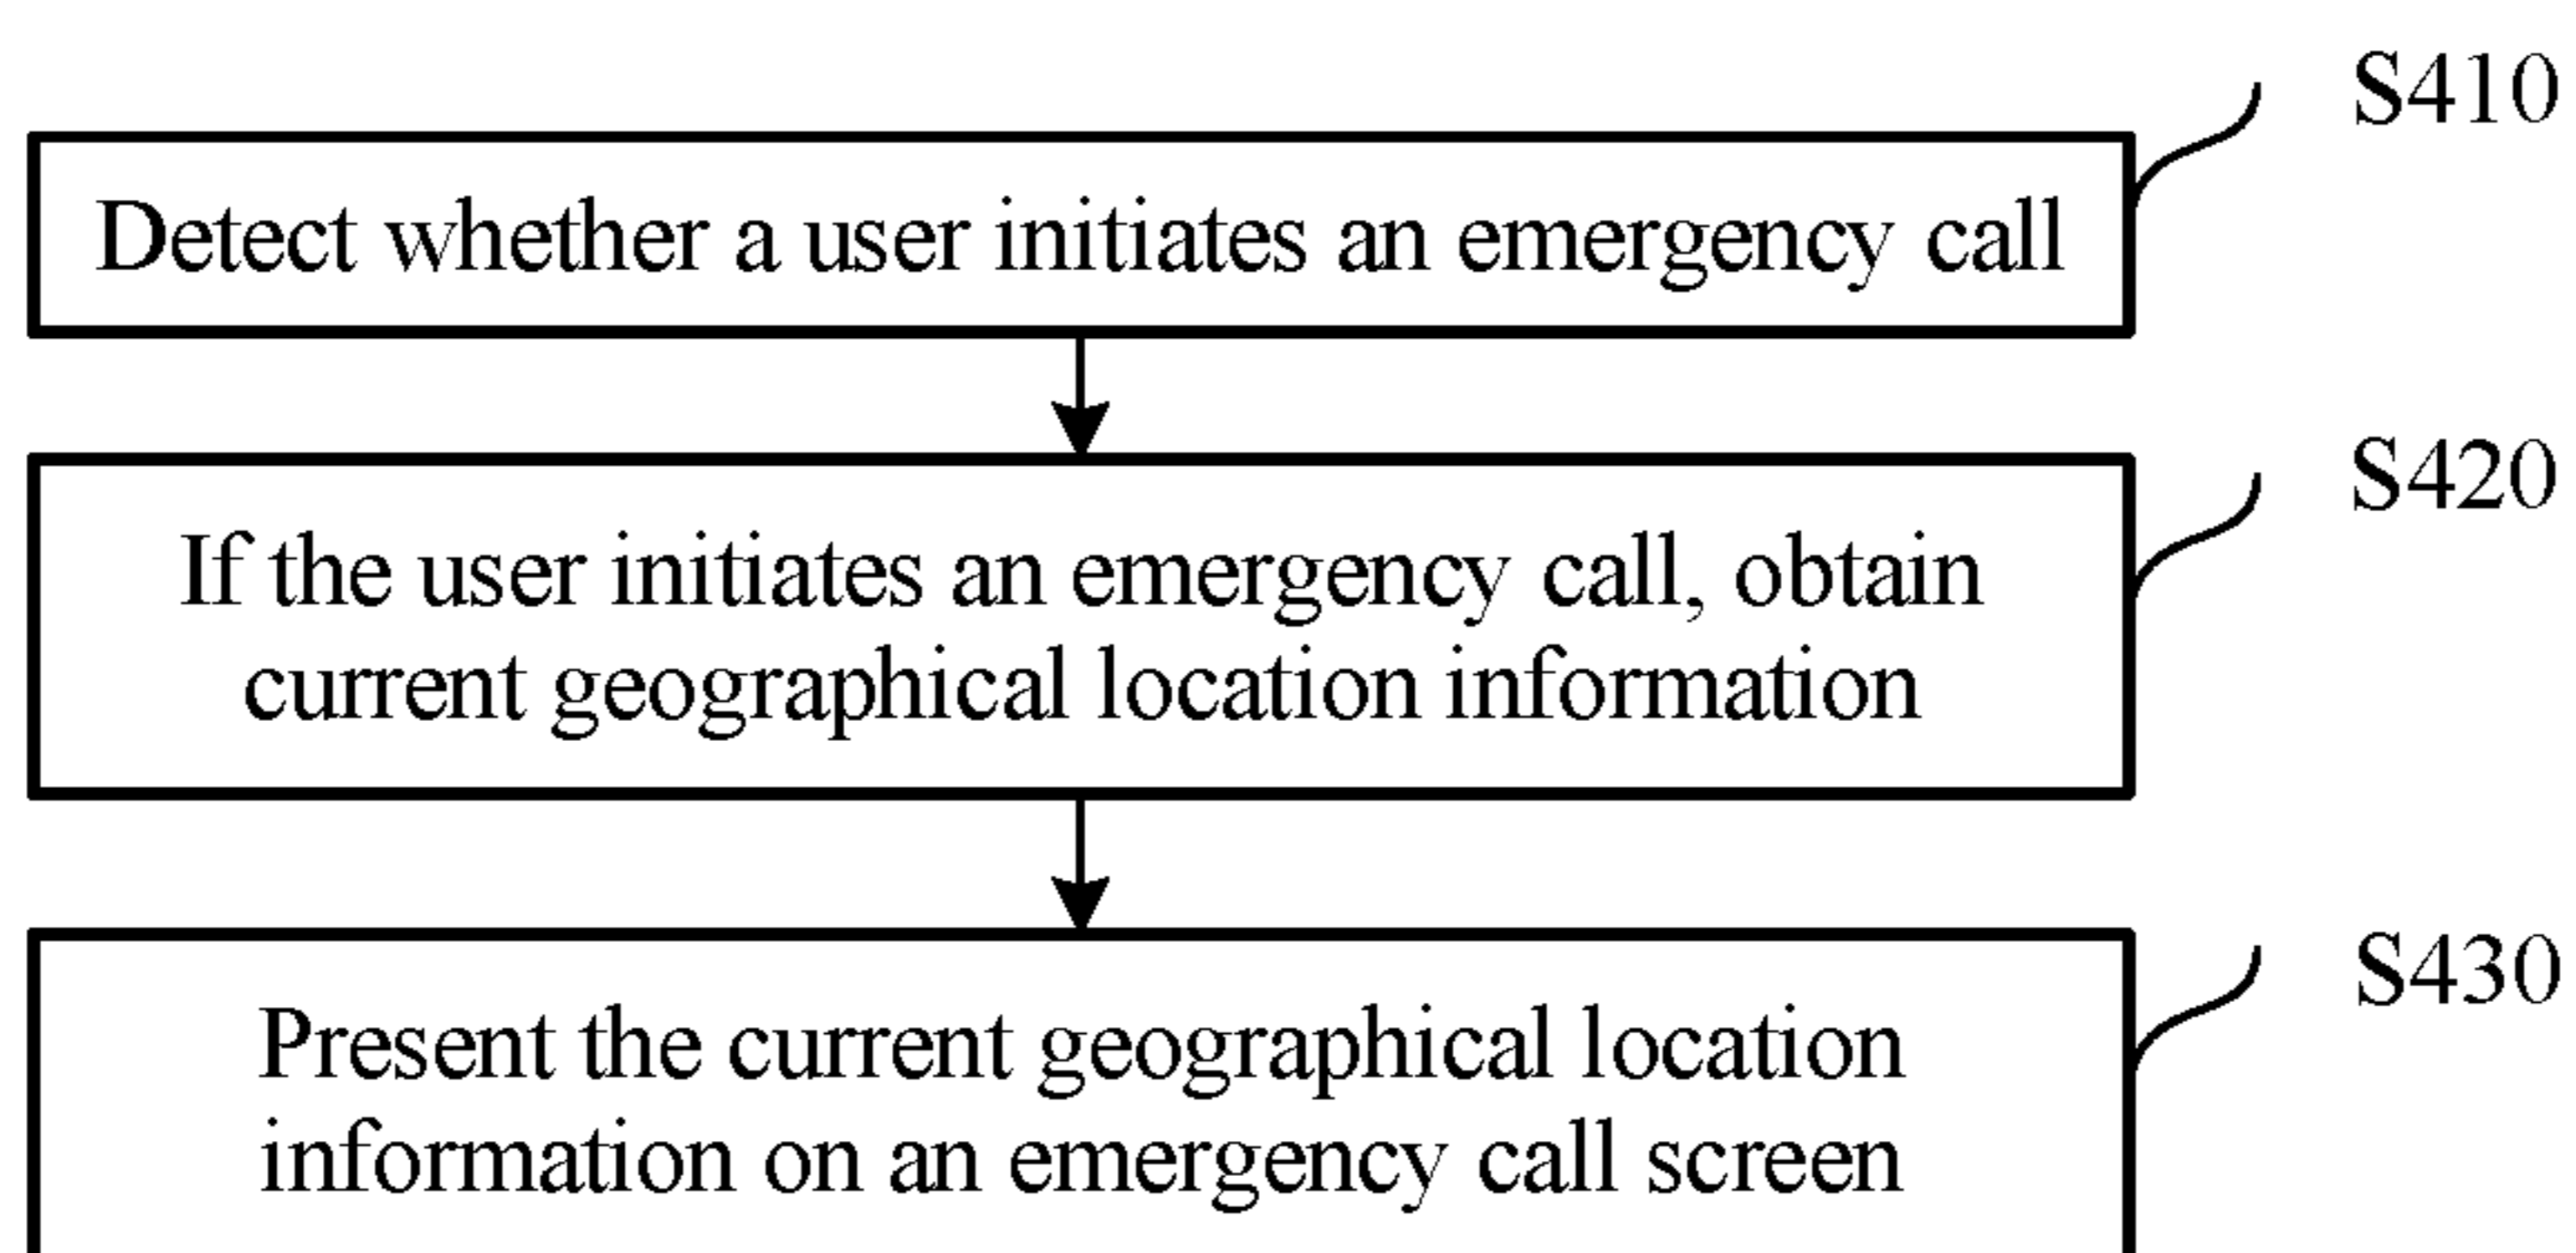 S410
Detect whether a user initiates an emergency call
S420
If the user initiates an emergency call, obtain
current geographical location information
S430
Present the current geographical location
information on an emergency call screen